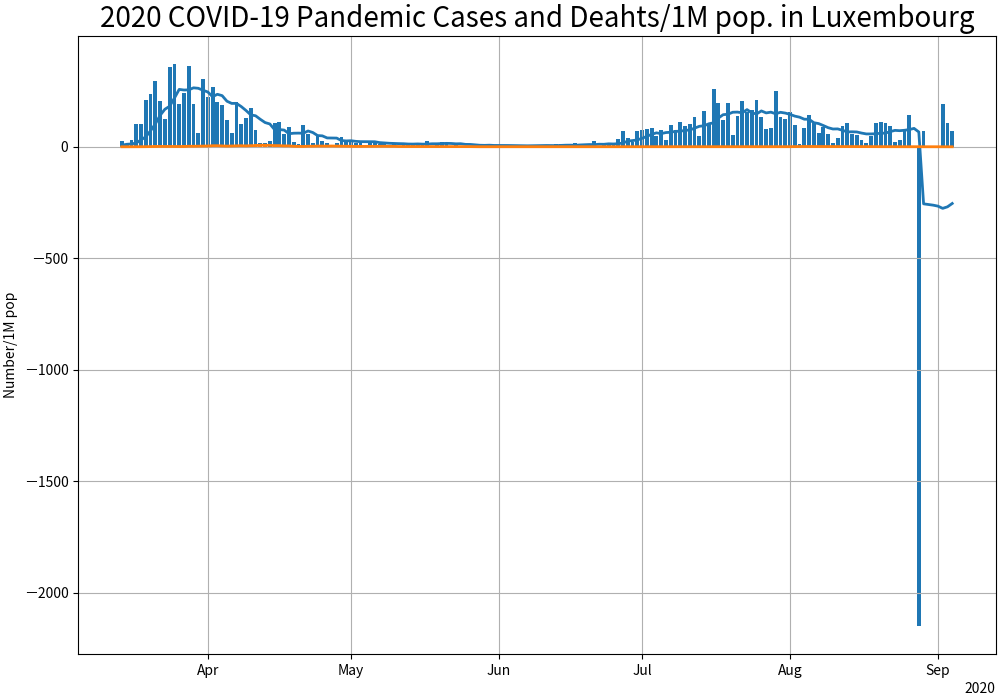 2020 COVID-19 Pandemic Cases and Deahts/1M pop. in Luxembourg
Number/1M pop
0
−500
−1000
−1500
−2000
Apr May Jun Jul Aug Sep
2020